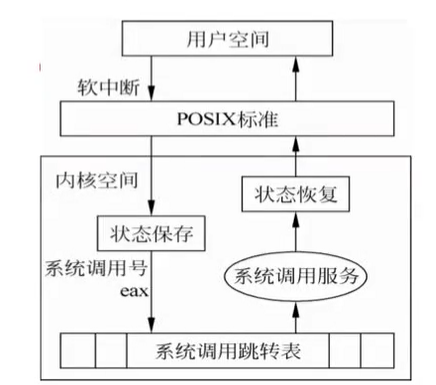 用户空间
软中断
POSIX标准
内核空间
状态恢复
状态保存
系统调用号
eax
系统调用服务
系统调用跳转表